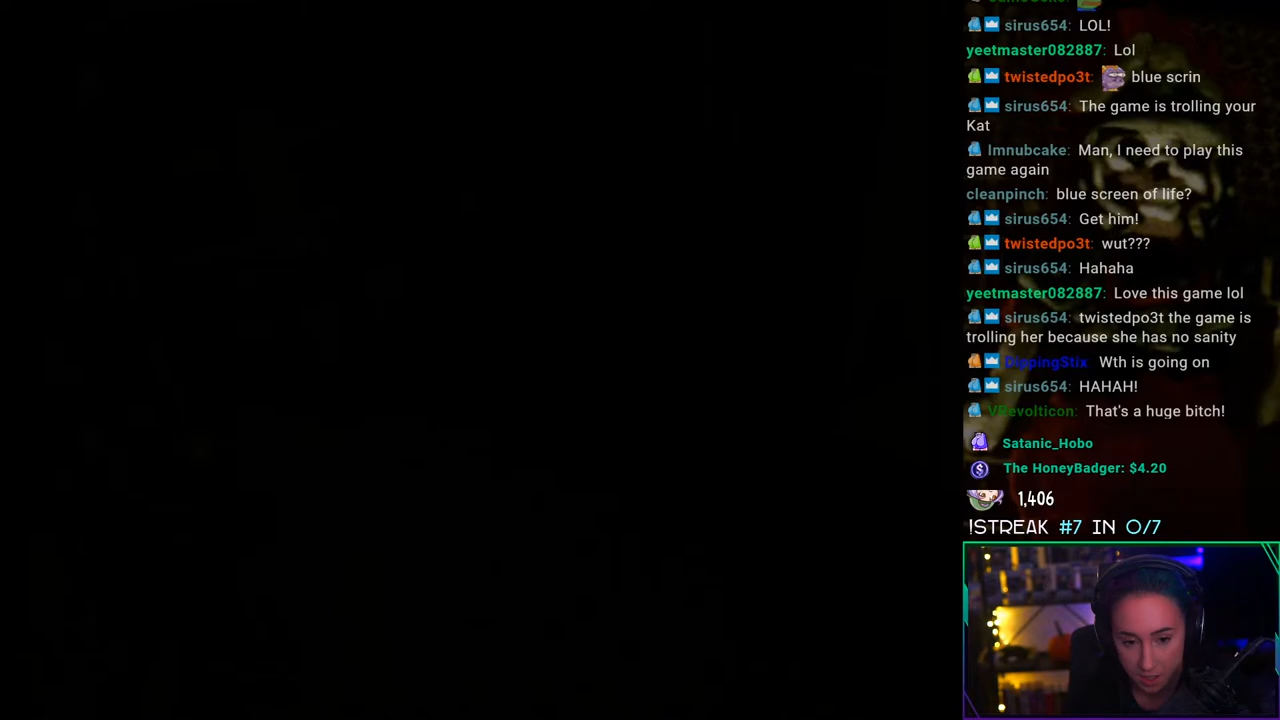 sirus654: LOL!
yeetmaster082887: Lol
twistedpo3t: blue scrin
sirus654: The game is trolling your
Kat
Imnubcake: Man, I need to play this
game again
cleanpinch: blue screen of life?
sirus654: Get him!
twistedpo3t: wut???
sirus654: Hahaha
yeetmaster082887: Love this game lol
sirus654: twistedpo3t the game is
trolling her because she has no sanity
DippingStix Wth is going on
sirus654: HAHAH!
VRevolticon: That's a huge bitch!
Satanic_Hobo
The HoneyBadger: $4.20
1,406
!STREAK #7 IN 0/7